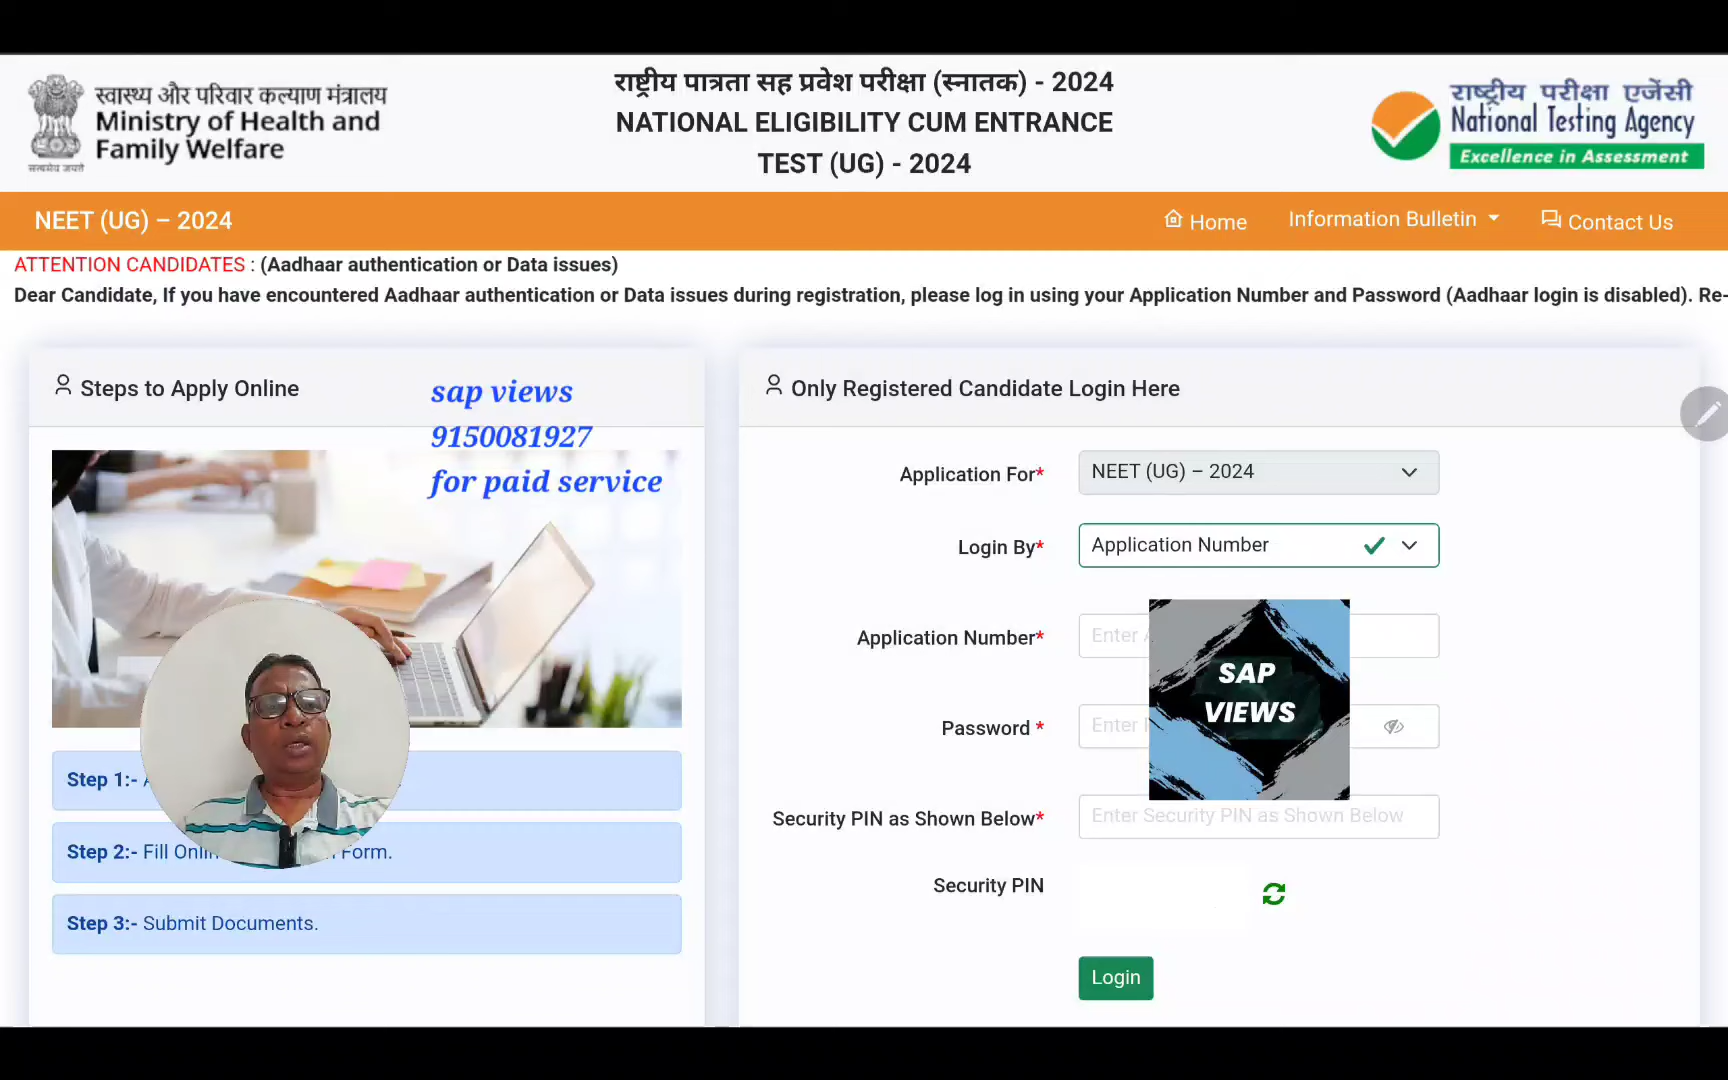 स्वास्थ्य और परिवार कल्याण मंत्रालय
Ministry of Health and
Family Welfare
सत्यमेव जयते
राष्ट्रीय पात्रता सह प्रवेश परीक्षा (स्नातक) - 2024
NATIONAL ELIGIBILITY CUM ENTRANCE
TEST (UG) - 2024
राष्ट्रीय परीक्षा एजेंसी
National Testing Agency
Excellence in Assessment
NEET (UG) – 2024
Home
Information Bulletin
Contact Us
ATTENTION CANDIDATES : (Aadhaar authentication or Data issues)
Dear Candidate, If you have encountered Aadhaar authentication or Data issues during registration, please log in using your Application Number and Password (Aadhaar login is disabled). Re-
Steps to Apply Online
sap views
9150081927
for paid service
Step 1:-
Step 2:- Fill Form.
Step 3:- Submit Documents.
Only Registered Candidate Login Here
Application For*
NEET (UG) – 2024
Login By*
Application Number
Application Number*
Enter
SAP
VIEWS
Password *
Enter
Security PIN as Shown Below*
Enter Security PIN as Shown Below
Security PIN
Login